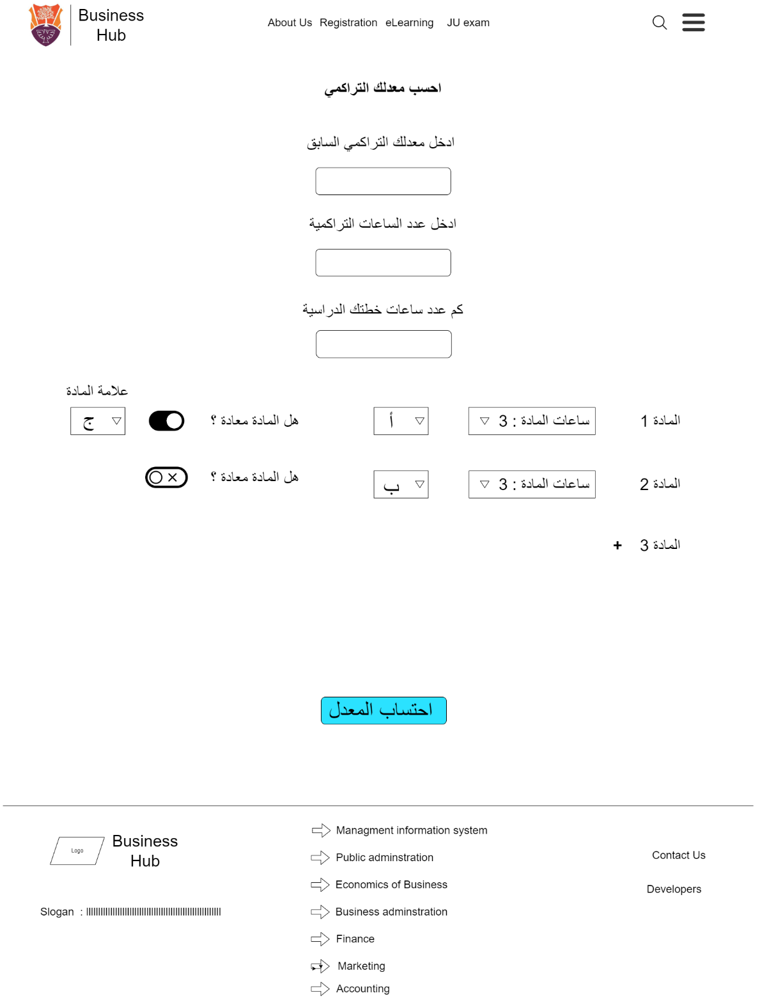 Business
Hub
About Us Registration eLearning JU exam
احسب معدلك التراكمي
ادخل معدلك التراكمي السابق
ادخل عدد الساعات التراكمية
كم عدد ساعات خطتك الدراسية
علامة المادة
المادة 1 ساعات المادة : 3 أ هل المادة معادة ؟ ج
المادة 2 ساعات المادة : 3 ب هل المادة معادة ؟
المادة 3 +
احتساب المعدل
Logo
Business
Hub
Slogan : llllllllllllllllllllllllllllllllllllllllllllllllllll
Managment information system
Public adminstration
Economics of Business
Business adminstration
Finance
Marketing
Accounting
Contact Us
Developers